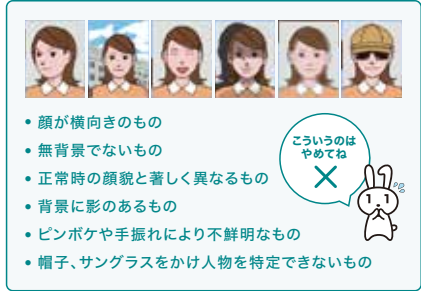 • 顔が横向きのもの
• 無背景でないもの
• 正常時の顔貌と著しく異なるもの
• 背景に影のあるもの
• ピンボケや手振れにより不鮮明なもの
• 帽子、サングラスをかけ人物を特定できないもの
こういうのは
やめてね
×